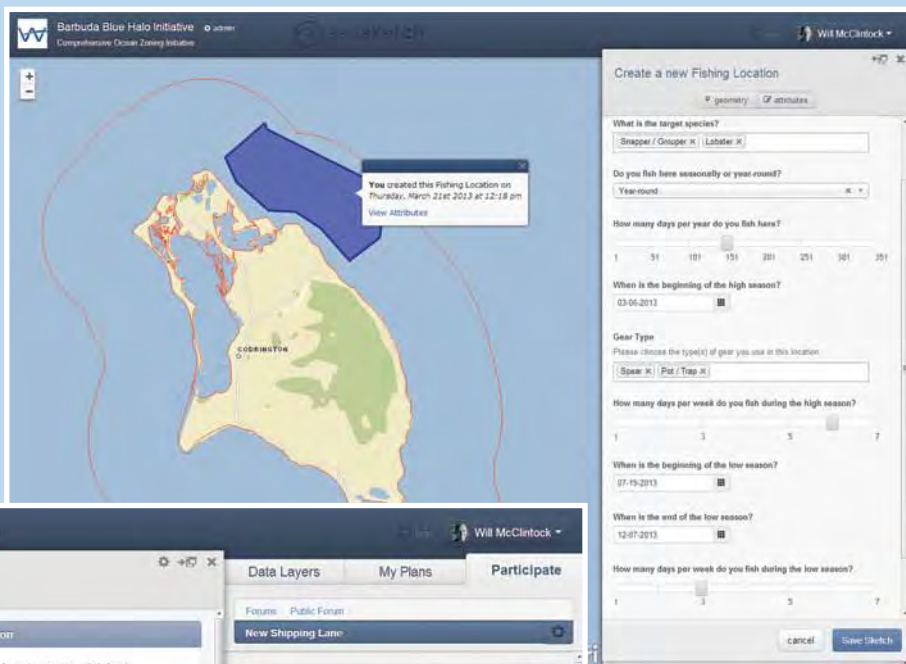 Barbuda Blue Halo Initiative admin
Comprehensive Ocean Zoning Initiative
Will McClintock
+
−
CODRINGTON
You created this Fishing Location on
Thursday, March 21st 2013 at 12:18 pm
View Attributes
Create a new Fishing Location
geometry attributes
What is the target species?
Snapper / Grouper × Lobster ×
Do you fish here seasonally or year-round?
Year-round
How many days per year do you fish here?
1 51 101 151 201 251 301 351
When is the beginning of the high season?
03-06-2013
Gear Type
Please choose the type(s) of gear you use in this location
Spear × Pot / Trap ×
How many days per week do you fish during the high season?
1 3 5 7
When is the beginning of the low season?
07-19-2013
When is the end of the low season?
12-07-2013
How many days per week do you fish during the low season?
1 3 5 7
cancel Save Sketch
Will McClintock
Data Layers My Plans Participate
Forums Public Forum
New Shipping Lane